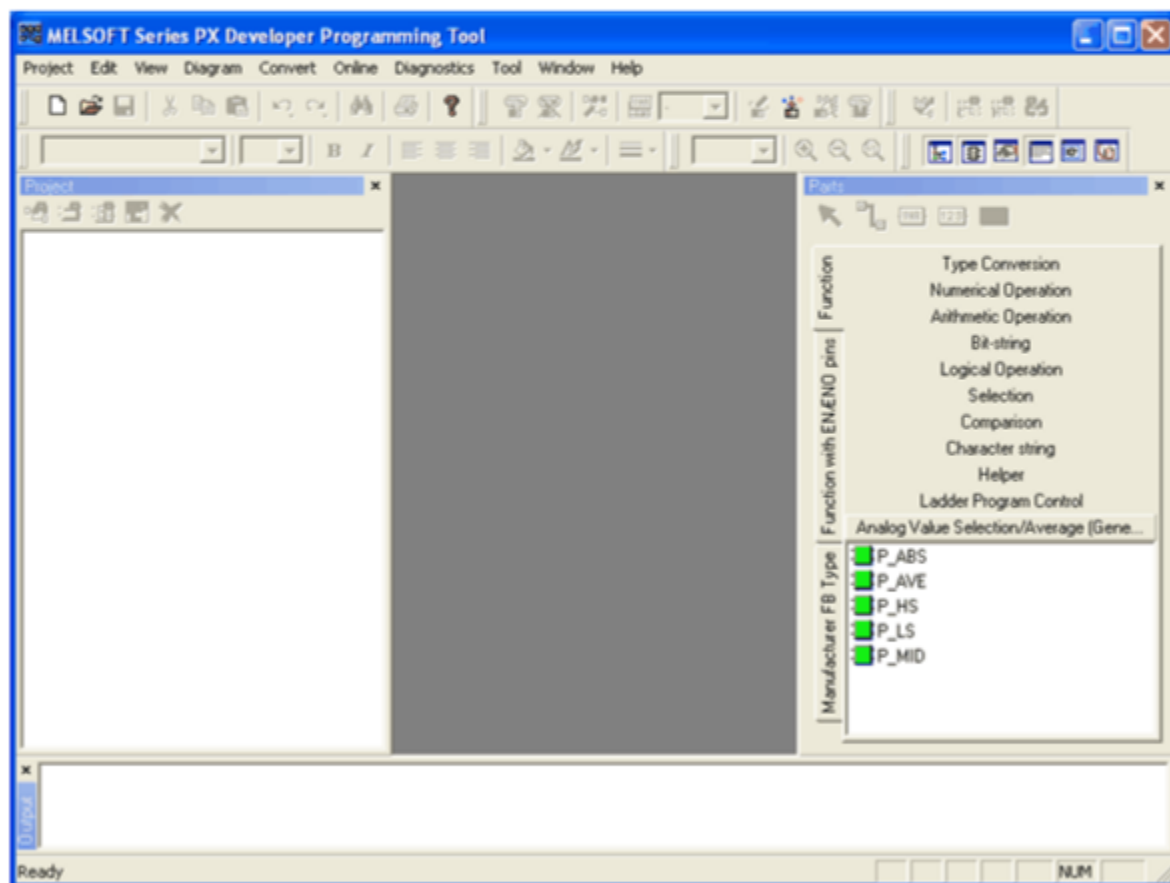 MELSOFT Series PX Developer Programming Tool
Project Edit View Diagram Convert Online Diagnostics Tool Window Help
B I
Project
Parts
Function
Function with EN/ENO pins
Manufacturer FB Type
Type Conversion
Numerical Operation
Arithmetic Operation
Bit-string
Logical Operation
Selection
Comparison
Character string
Helper
Ladder Program Control
Analog Value Selection/Average (Gene...
P_ABS
P_AVE
P_HS
P_LS
P_MID
Output
Ready
NUM